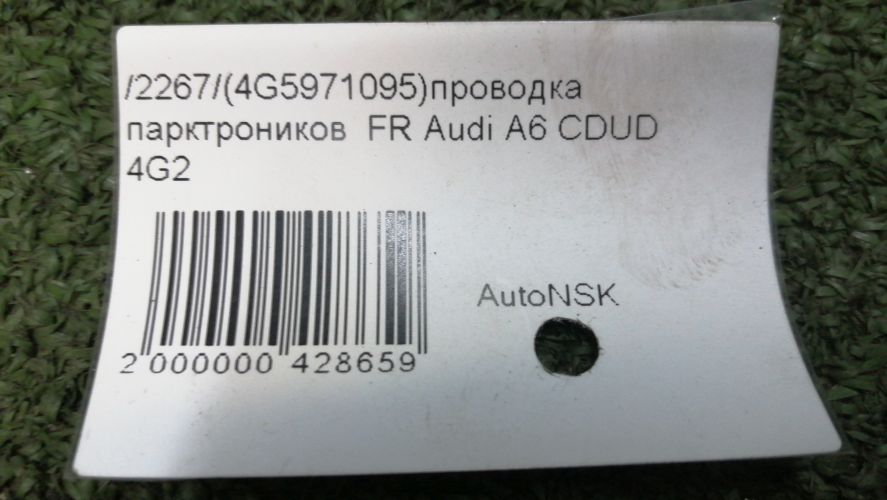 /2267/(4G5971095)проводка
парктроников FR Audi A6 CDUD
4G2
AutoNSK
2 000000 428659